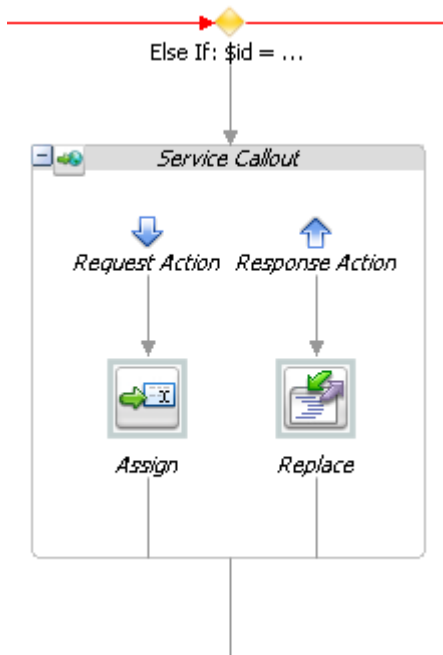 Else If: $id = ...
Service Callout
Request Action Response Action
Assign Replace